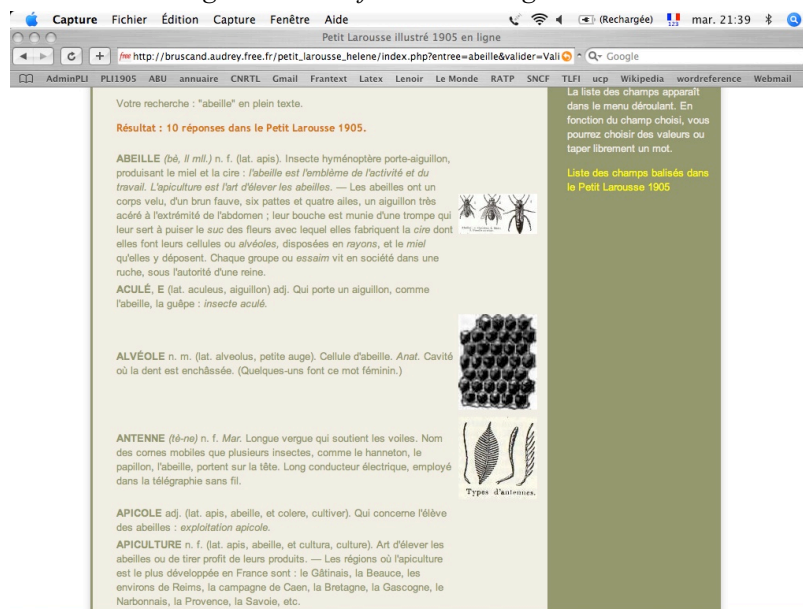 Capture Fichier Édition Capture Fenêtre Aide (Rechargée) 123 mar. 21:39
Petit Larousse illustré 1905 en ligne
http://bruscand.audrey.free.fr/petit_larousse_helene/index.php?entree=abeille&valider=Vali Google
AdminPLI PLI1905 ABU annuaire CNRTL Gmail Frantext Latex Lenoir Le Monde RATP SNCF TLFI ucp Wikipedia wordreference Webmail
Votre recherche : "abeille" en plein texte.
Résultat : 10 réponses dans le Petit Larousse 1905.
ABEILLE (bè, ll mll.) n. f. (lat. apis). Insecte hyménoptère porte-aiguillon,
produisant le miel et la cire : l'abeille est l'emblème de l'activité et du
travail. L'apiculture est l'art d'élever les abeilles. — Les abeilles ont un
corps velu, d'un brun fauve, six pattes et quatre ailes, un aiguillon très
acéré à l'extrémité de l'abdomen ; leur bouche est munie d'une trompe qui
leur sert à puiser le suc des fleurs avec lequel elles fabriquent la cire dont
elles font leurs cellules ou alvéoles, disposées en rayons, et le miel
qu'elles y déposent. Chaque groupe ou essaim vit en société dans une
ruche, sous l'autorité d'une reine.
ACULÉ, E (lat. aculeus, aiguillon) adj. Qui porte un aiguillon, comme
l'abeille, la guêpe : insecte aculé.
ALVÉOLE n. m. (lat. alveolus, petite auge). Cellule d'abeille. Anat. Cavité
où la dent est enchâssée. (Quelques-uns font ce mot féminin.)
ANTENNE (tè-ne) n. f. Mar. Longue vergue qui soutient les voiles. Nom
des cornes mobiles que plusieurs insectes, comme le hanneton, le
papillon, l'abeille, portent sur la tête. Long conducteur électrique, employé
dans la télégraphie sans fil.
Types d'antennes.
APICOLE adj. (lat. apis, abeille, et colere, cultiver). Qui concerne l'élève
des abeilles : exploitation apicole.
APICULTURE n. f. (lat. apis, abeille, et cultura, culture). Art d'élever les
abeilles ou de tirer profit de leurs produits. — Les régions où l'apiculture
est le plus développée en France sont : le Gâtinais, la Beauce, les
environs de Reims, la campagne de Caen, la Bretagne, la Gascogne, le
Narbonnais, la Provence, la Savoie, etc.
La liste des champs apparaît
dans le menu déroulant. En
fonction du champ choisi, vous
pourrez choisir des valeurs ou
taper librement un mot.
Liste des champs balisés dans
le Petit Larousse 1905